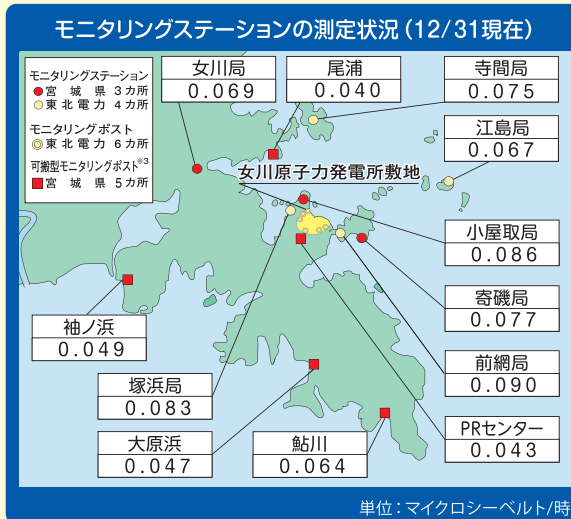 モニタリングステーションの測定状況(12/31現在)
モニタリングステーション
宮城県 3カ所
東北電力 4カ所
モニタリングポスト
東北電力 6カ所
可搬型モニタリングポスト※3
宮城県 5カ所
女川局
0.069
尾浦
0.040
寺間局
0.075
江島局
0.067
女川原子力発電所敷地
小屋取局
0.086
寄磯局
0.077
前網局
0.090
PRセンター
0.043
袖ノ浜
0.049
塚浜局
0.083
大原浜
0.047
鮎川
0.064
単位:マイクロシーベルト/時